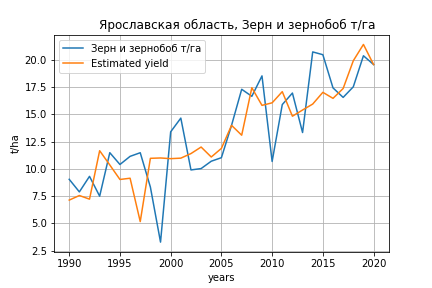 Ярославская область, Зерн и зернобоб т/га
Зерн и зернобоб т/га
Estimated yield
t/ha
20.0
17.5
15.0
12.5
10.0
7.5
5.0
2.5
1990 1995 2000 2005 2010 2015 2020
years